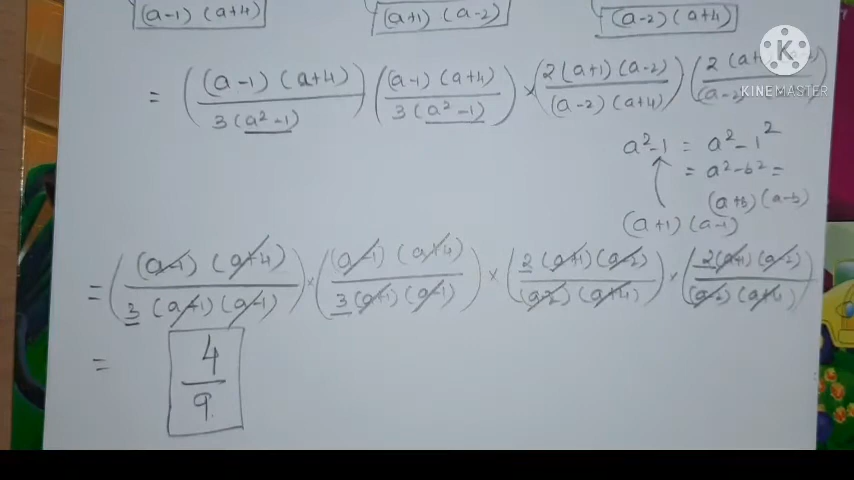 (a-1) (a+4) (a+1) (a-2) (a-2) (a+4)
K
KINEMASTER
= ((a-1) (a+4) / 3 (a²-1)) ((a-1) (a+4) / 3 (a²-1)) × (2(a+1) (a-2) / (a-2) (a+4)) (2 (a+
a²-1 = a²-1²
= a²-b² =
(a+b) (a-b)
(a+1) (a-1)
= ((a-1) (a+4) / 3 (a+1) (a-1)) × ((a-1) (a+4) / 3 (a+1) (a-1)) × (2 (a+1) (a-2) / (a-2) (a+4)) × (2(a+1) (a-2) / (a-2) (a+4))
= 4/9